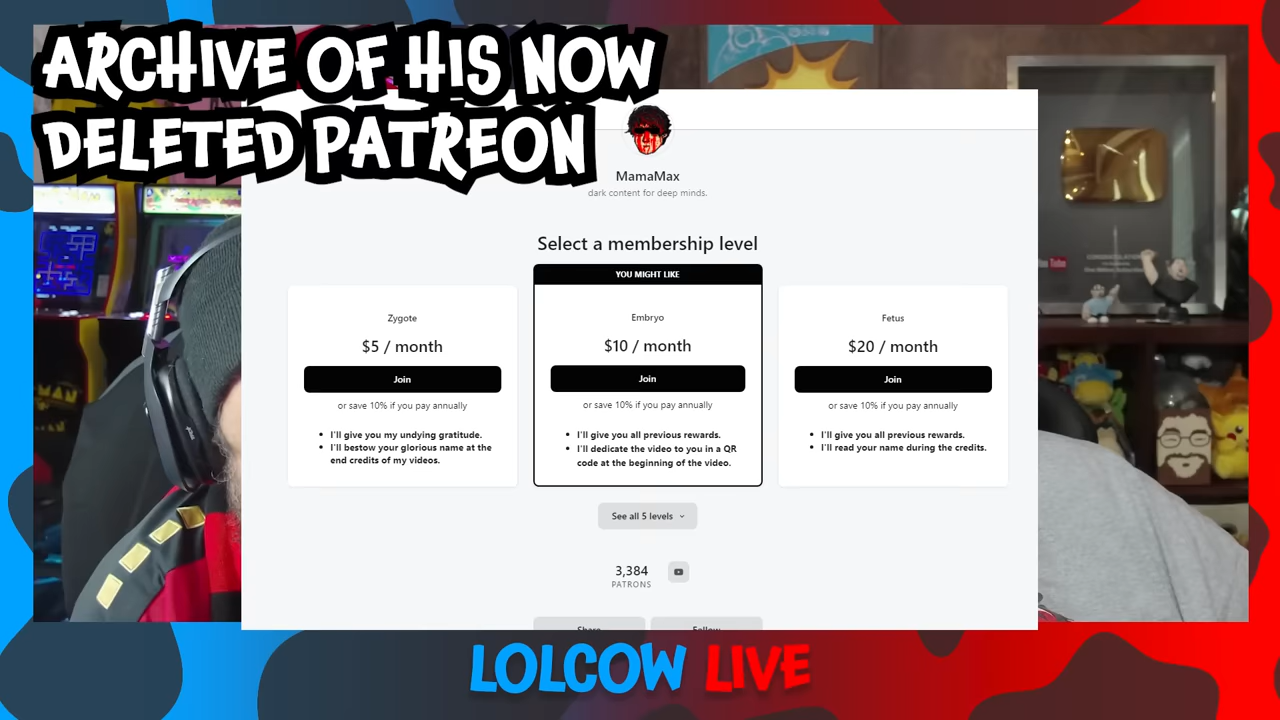 ARCHIVE OF HIS NOW
DELETED PATREON
MamaMax
dark content for deep minds.
Select a membership level
YOU MIGHT LIKE
Zygote
$5 / month
Join
or save 10% if you pay annually
• I'll give you my undying gratitude.
• I'll bestow your glorious name at the
end credits of my videos.
Embryo
$10 / month
Join
or save 10% if you pay annually
• I'll give you all previous rewards.
• I'll dedicate the video to you in a QR
code at the beginning of the video.
Fetus
$20 / month
Join
or save 10% if you pay annually
• I'll give you all previous rewards.
• I'll read your name during the credits.
See all 5 levels
3,384
PATRONS
Share
Follow
LOLCOW LIVE